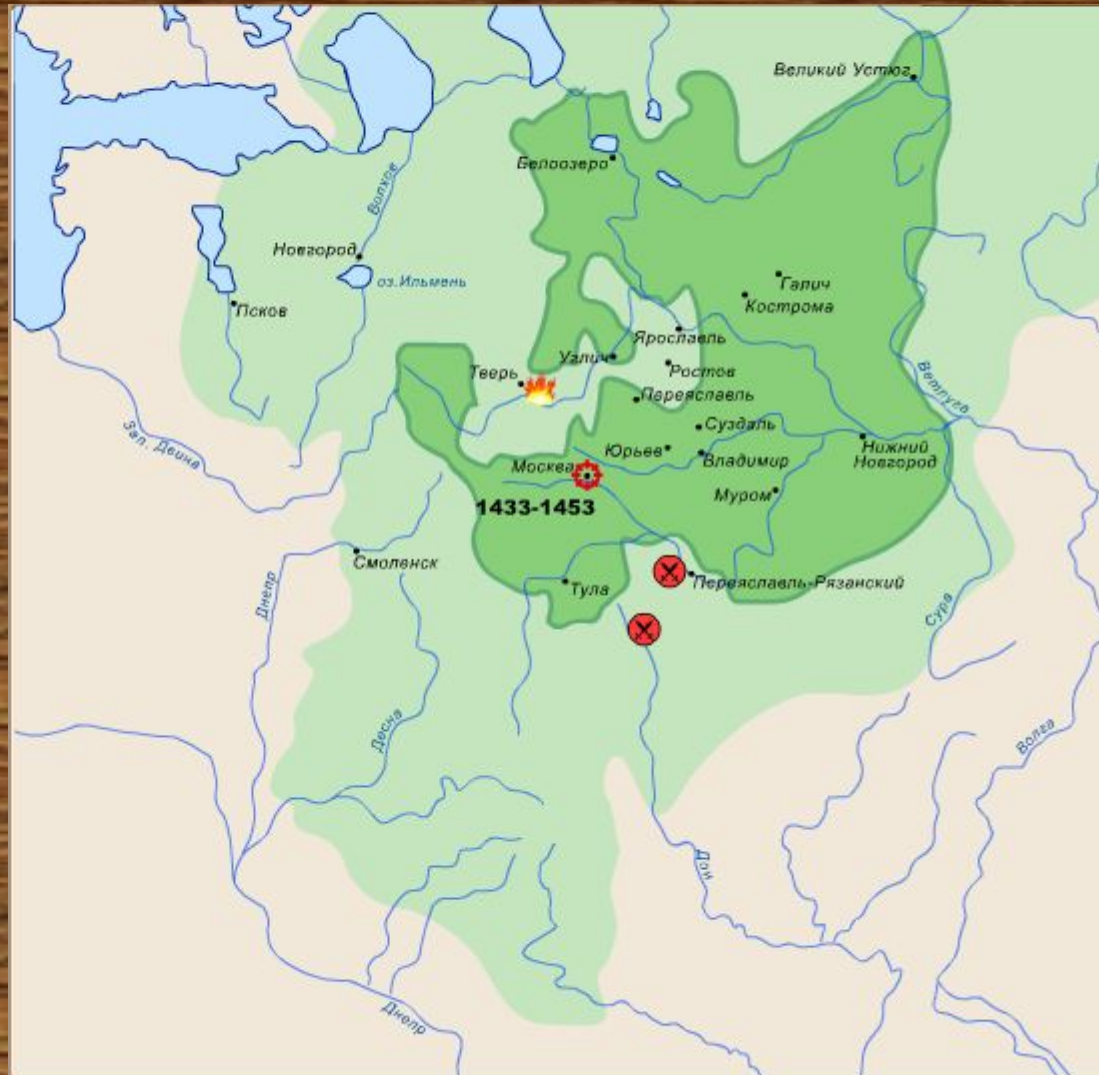 Великий Устюг
Белоозеро
Волхов
Новгород
оз.Ильмень
Псков
Галич
Кострома
Ярославль
Углич
Тверь
Ростов
Переяславль
Ветлуга
Суздаль
Зап. Двина
Юрьев
Владимир
Нижний
Новгород
Москва
Муром
1433-1453
Смоленск
Днепр
Тула
Переяславль-Рязанский
Сура
Десна
Волга
Дон
Днепр